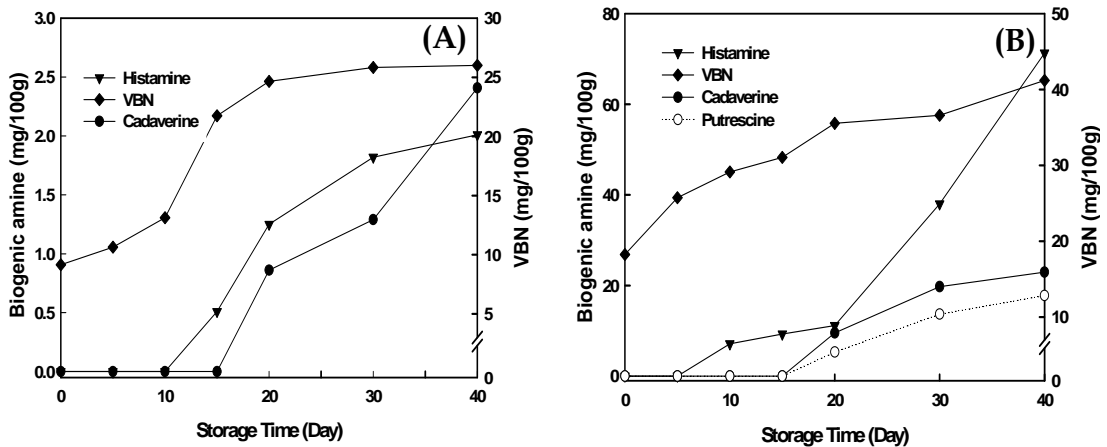 (A)
Histamine
VBN
Cadaverine
Biogenic amine (mg/100g)
3.0
2.5
2.0
1.5
1.0
0.5
0.0
VBN (mg/100g)
30
25
20
15
10
5
0
0 10 20 30 40
Storage Time (Day)
(B)
Histamine
VBN
Cadaverine
Putrescine
Biogenic amine (mg/100g)
80
60
40
20
0
VBN (mg/100g)
50
40
30
20
10
0
0 10 20 30 40
Storage Time (Day)